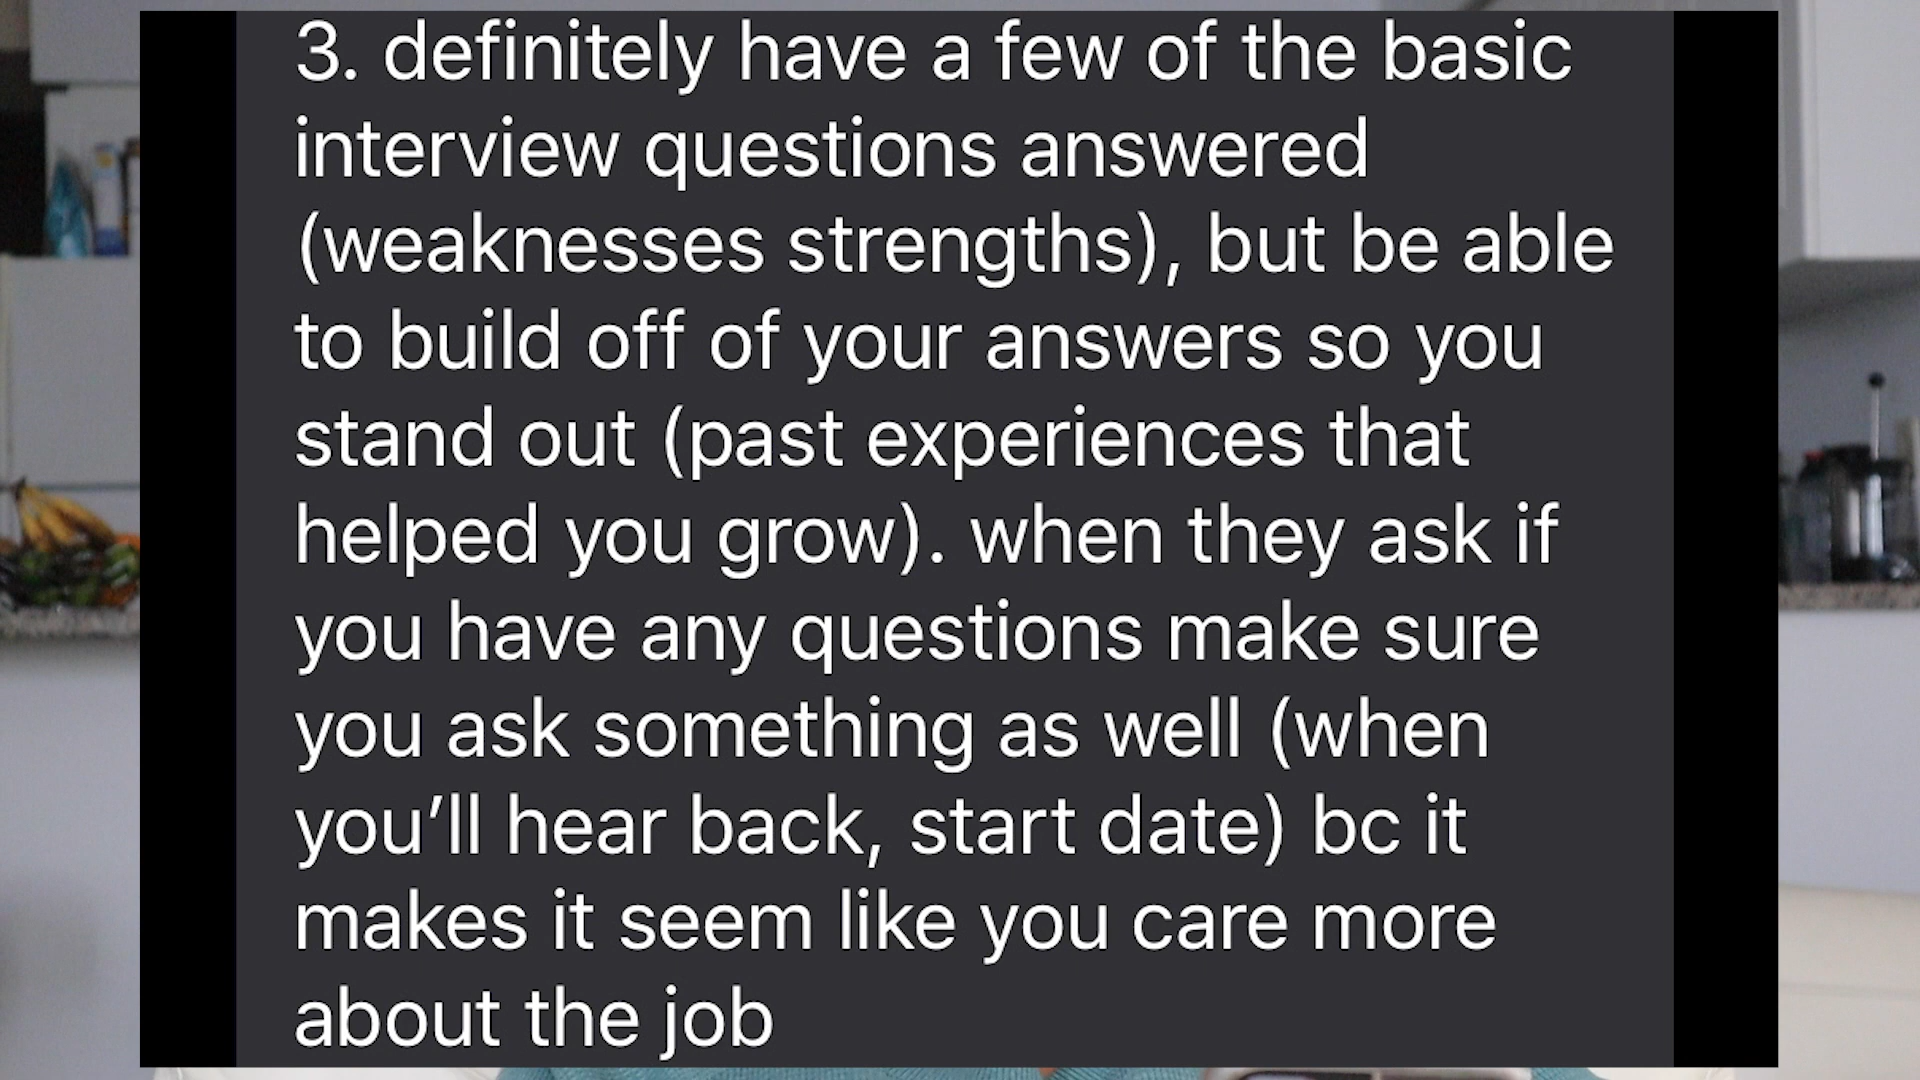 3. definitely have a few of the basic
interview questions answered
(weaknesses strengths), but be able
to build off of your answers so you
stand out (past experiences that
helped you grow). when they ask if
you have any questions make sure
you ask something as well (when
you’ll hear back, start date) bc it
makes it seem like you care more
about the job